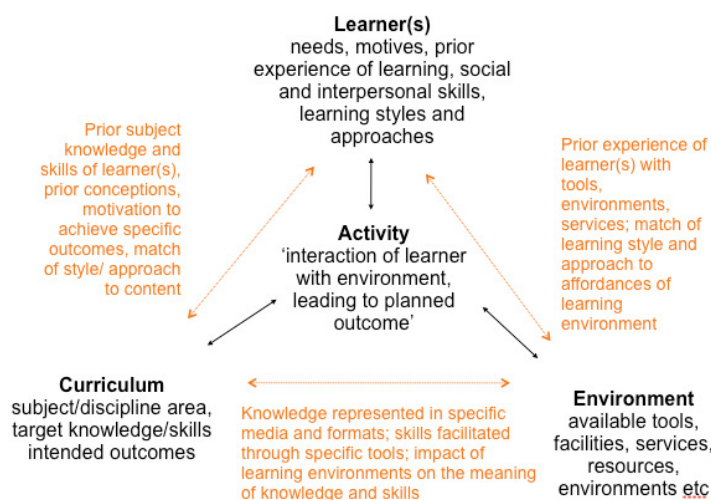 Learner(s)
needs, motives, prior
experience of learning, social
and interpersonal skills,
learning styles and
approaches
Prior subject
knowledge and
skills of learner(s),
prior conceptions,
motivation to
achieve specific
outcomes, match
of style/ approach
to content
Prior experience of
learner(s) with
tools,
environments,
services; match of
learning style and
approach to
affordances of
learning
environment
Activity
‘interaction of learner
with environment,
leading to planned
outcome’
Curriculum
subject/discipline area,
target knowledge/skills
intended outcomes
Knowledge represented in specific
media and formats; skills facilitated
through specific tools; impact of
learning environments on the meaning
of knowledge and skills
Environment
available tools,
facilities, services,
resources,
environments etc